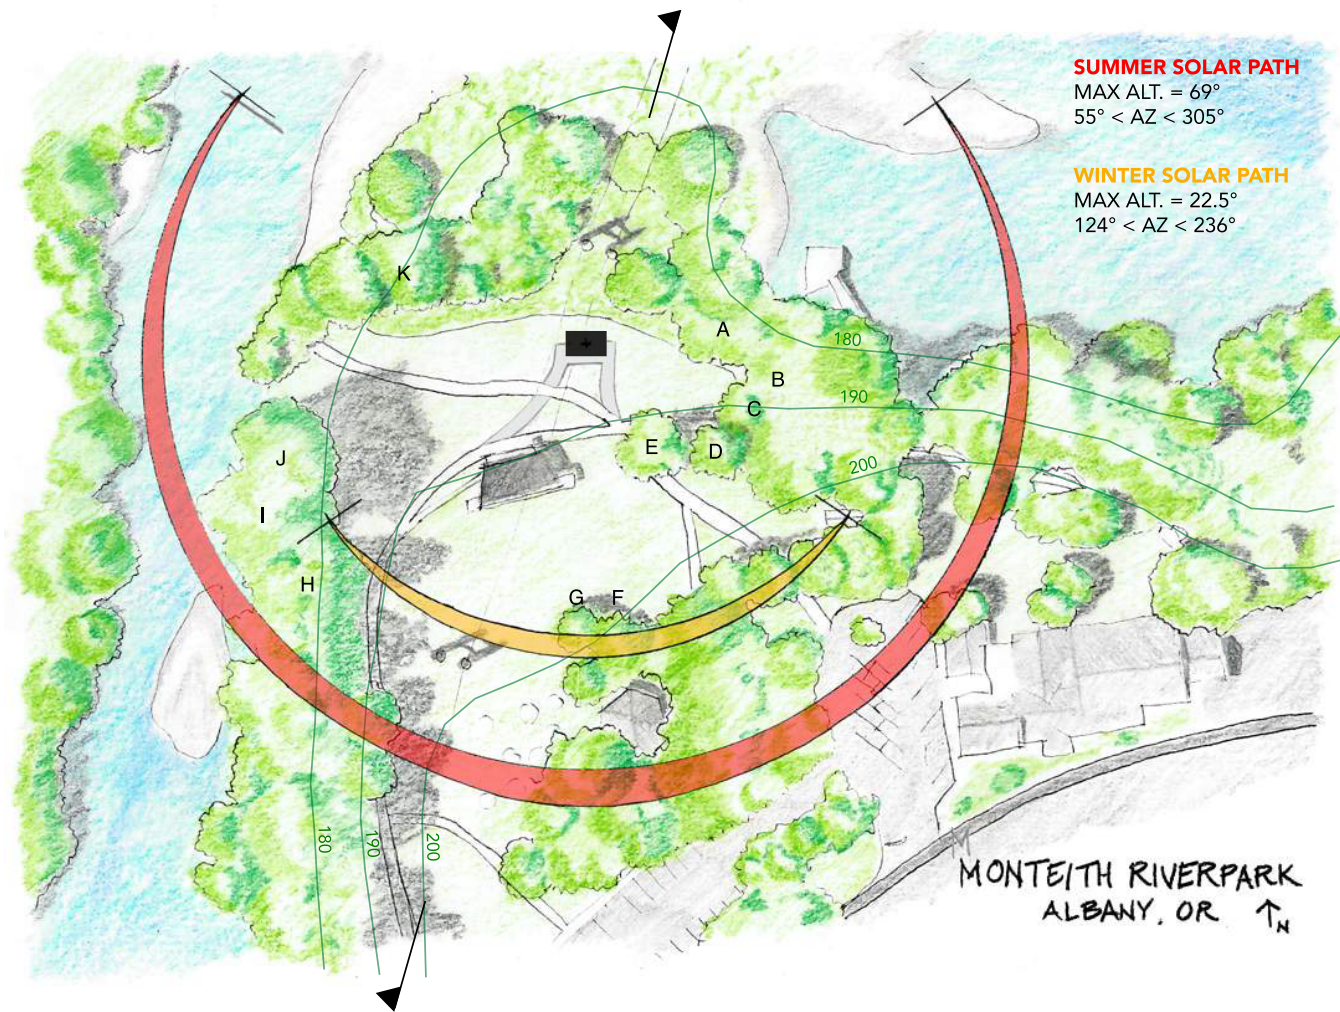 SUMMER SOLAR PATH
MAX ALT. = 69°
55° < AZ < 305°
WINTER SOLAR PATH
MAX ALT. = 22.5°
124° < AZ < 236°
K
A
180
B
190
C
E
D
J
200
I
H
G
F
180
190
200
MONTEITH RIVERPARK
ALBANY, OR
N